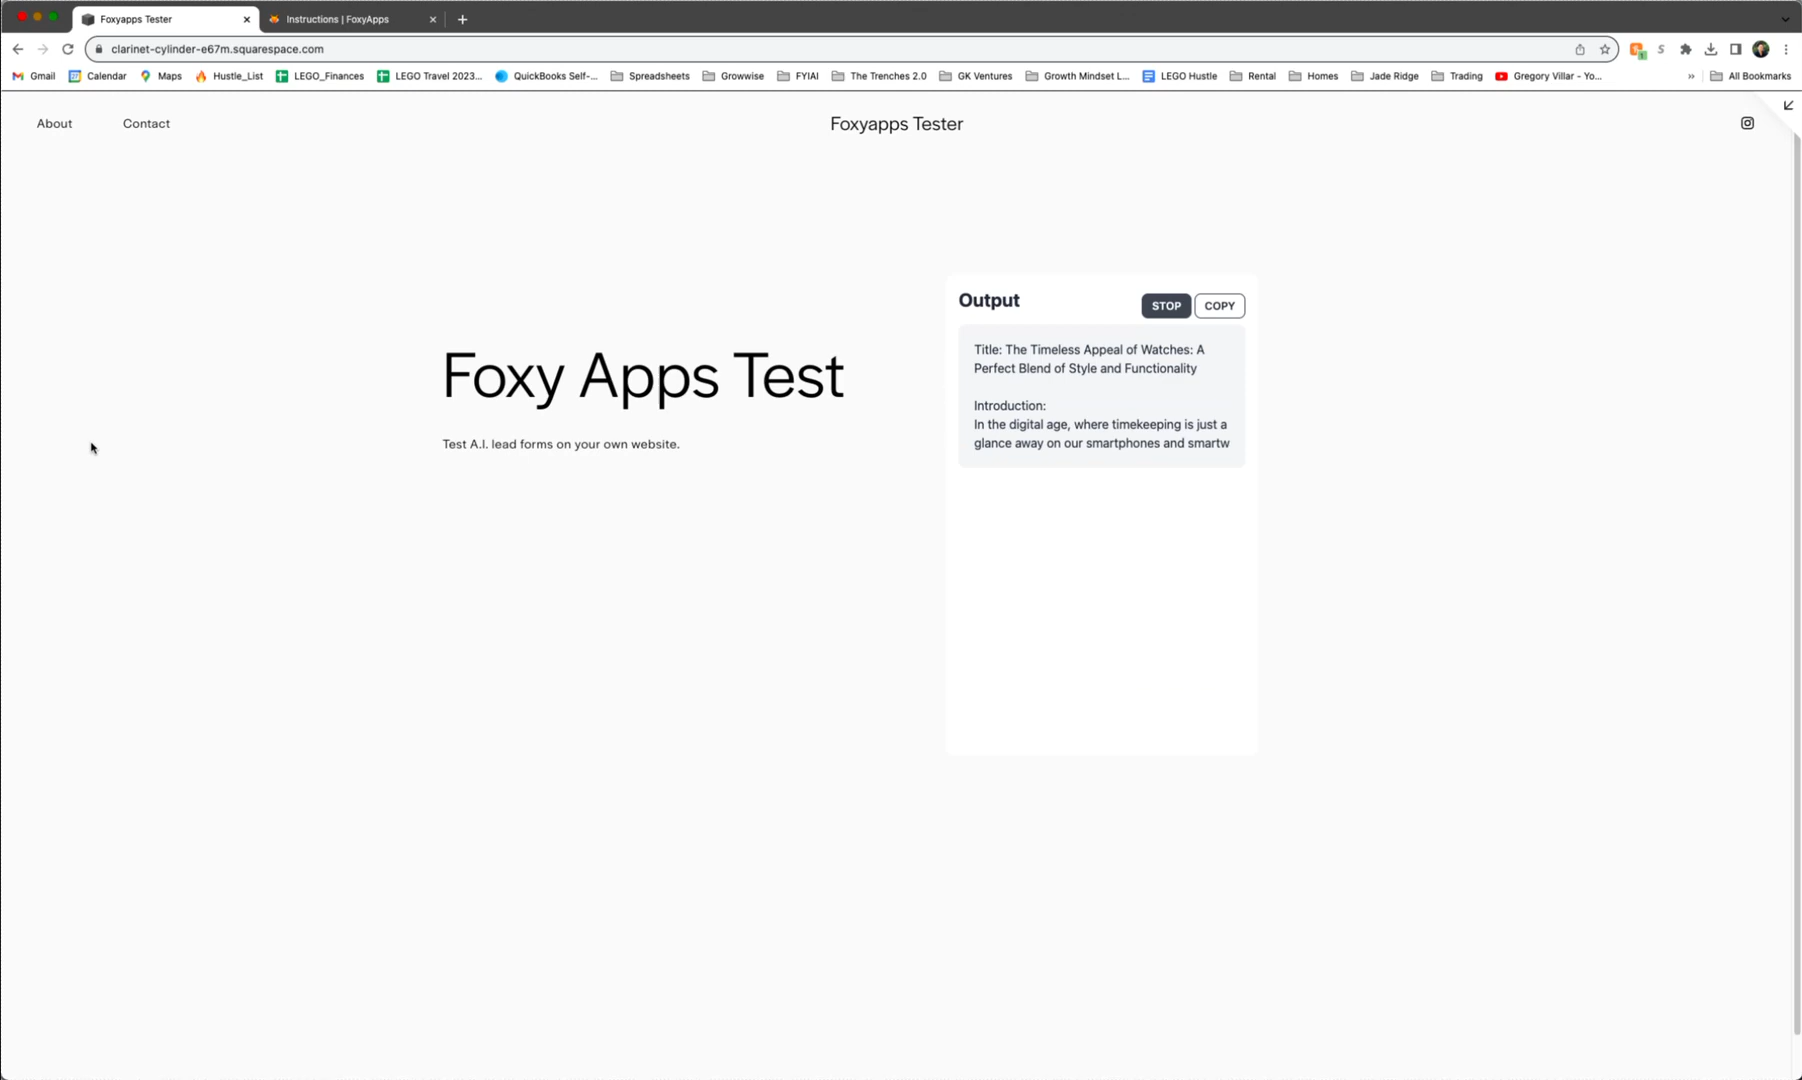 Foxyapps Tester
Instructions | FoxyApps
clarinet-cylinder-e67m.squarespace.com
Gmail
Calendar
Maps
Hustle_List
LEGO_Finances
LEGO Travel 2023...
QuickBooks Self-...
Spreadsheets
Growwise
FYIAI
The Trenches 2.0
GK Ventures
Growth Mindset L...
LEGO Hustle
Rental
Homes
Jade Ridge
Trading
Gregory Villar - Yo...
»
All Bookmarks
About
Contact
Foxyapps Tester
Foxy Apps Test
Test A.I. lead forms on your own website.
Output
STOP
COPY
Title: The Timeless Appeal of Watches: A
Perfect Blend of Style and Functionality
Introduction:
In the digital age, where timekeeping is just a
glance away on our smartphones and smartw